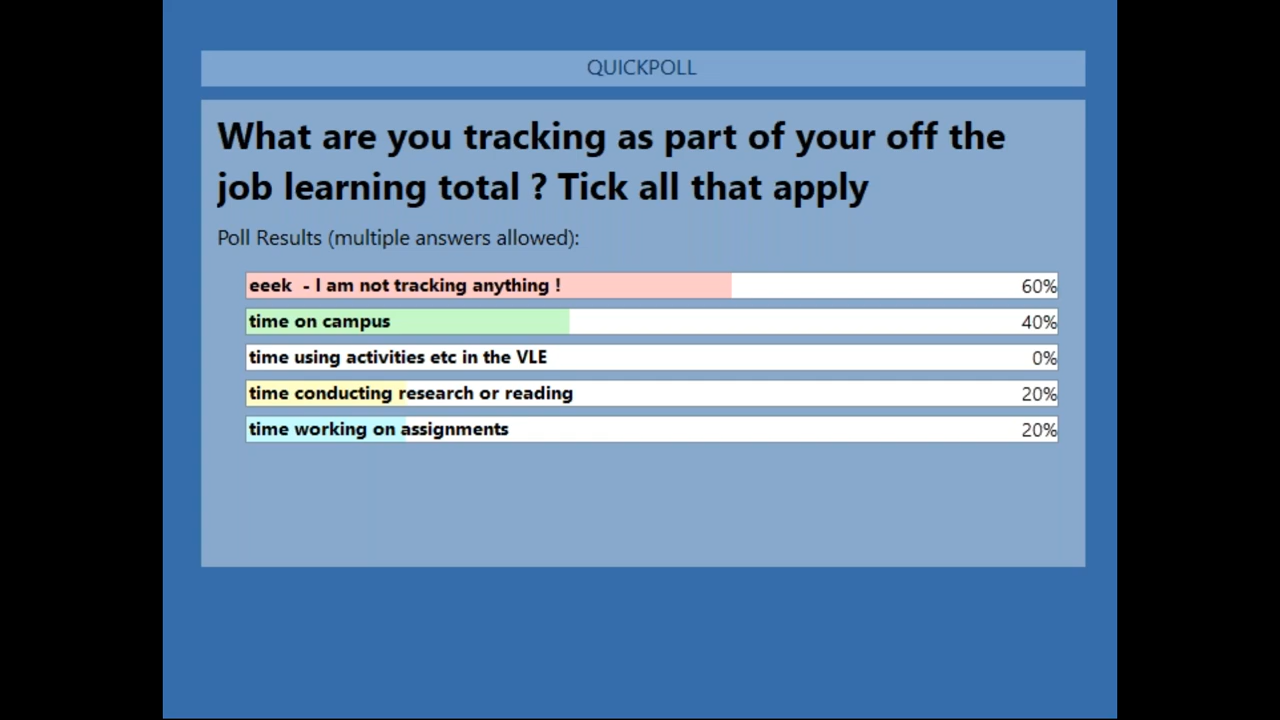 QUICKPOLL
What are you tracking as part of your off the
job learning total ? Tick all that apply
Poll Results (multiple answers allowed):
eeek  - I am not tracking anything ! 60%
time on campus 40%
time using activities etc in the VLE 0%
time conducting research or reading 20%
time working on assignments 20%